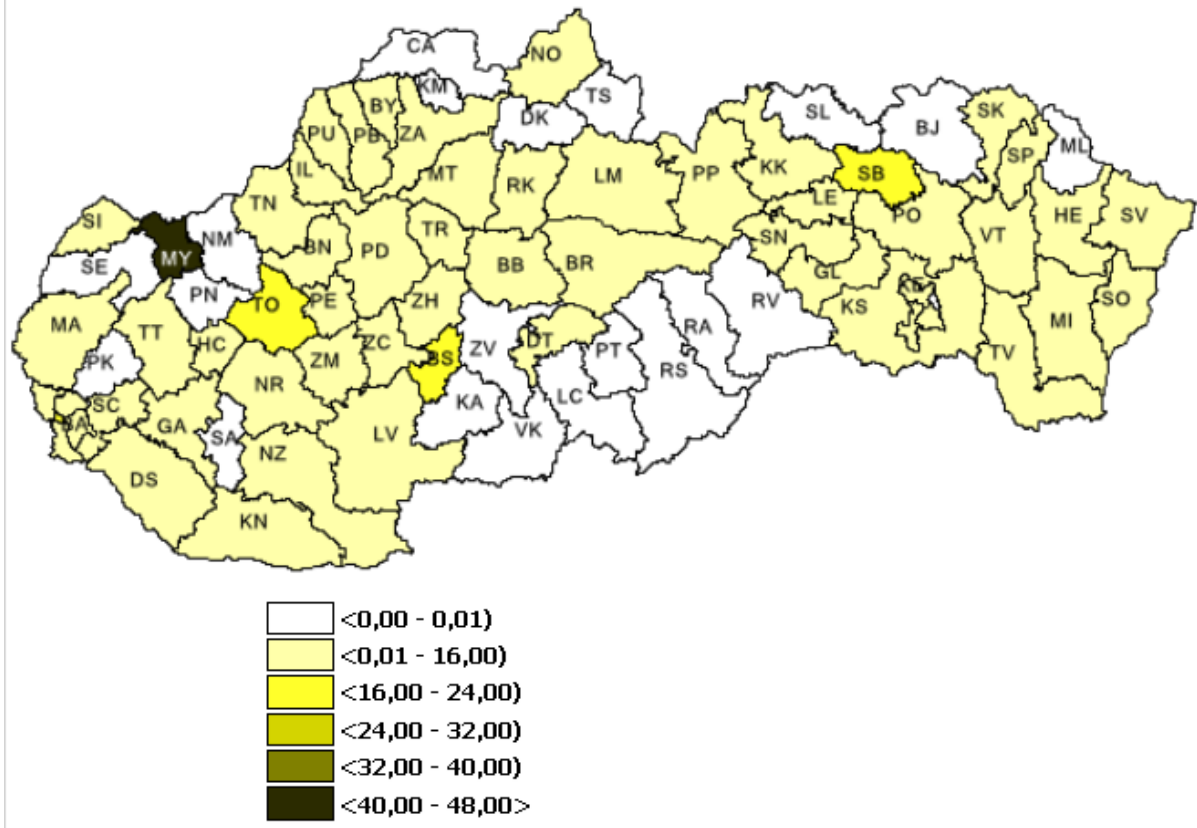 CA
NO
KM
TS
BY
DK
SL
BJ
SK
ML
PU
PB
ZA
SP
IL
MT
RK
LM
PP
KK
SB
LE
TN
PO
HE
SV
SI
NM
TR
SN
VT
MY
BN
PD
BB
BR
GL
SE
PN
TO
PE
ZH
KS
KE
RV
SO
MA
TT
HC
ZM
ZC
BS
ZV
DT
PT
RA
MI
PK
TV
NR
RS
SC
KA
LC
BA
GA
SA
LV
VK
NZ
DS
KN
<0,00 - 0,01)
<0,01 - 16,00)
<16,00 - 24,00)
<24,00 - 32,00)
<32,00 - 40,00)
<40,00 - 48,00>